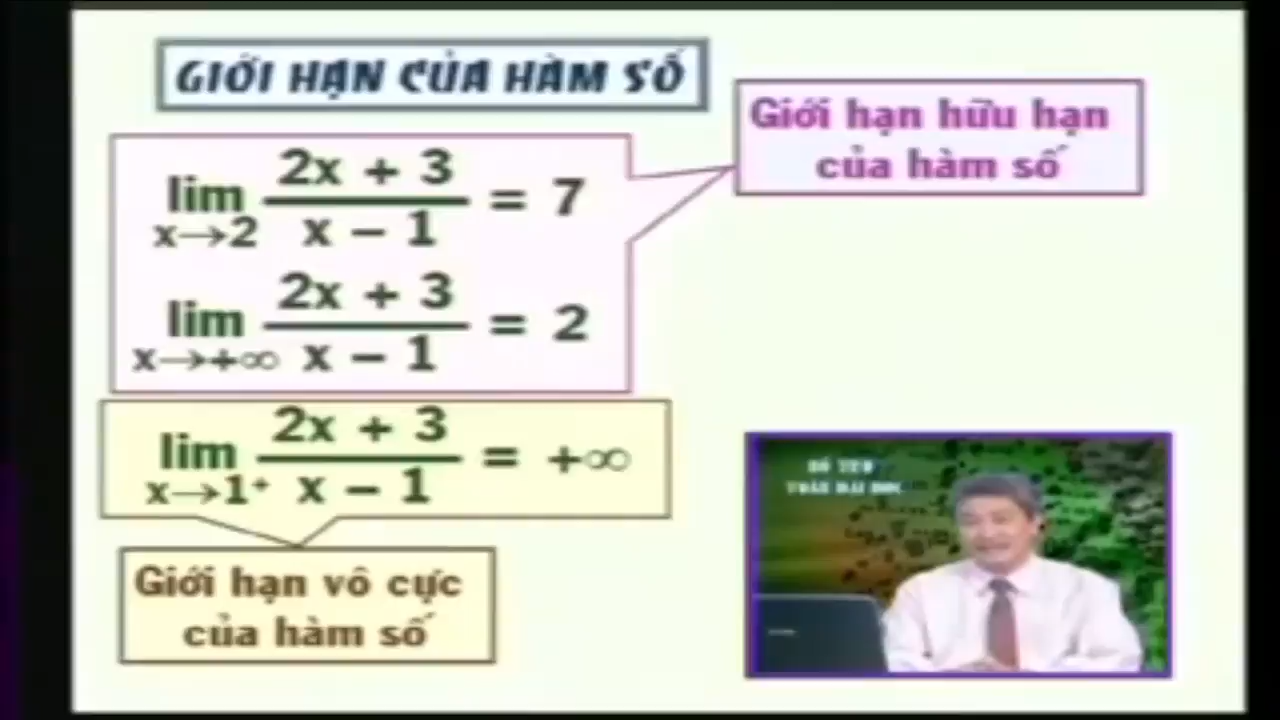 GIỚI HẠN CỦA HÀM SỐ
Giới hạn hữu hạn
của hàm số
lim x→2 (2x + 3)/(x − 1) = 7
lim x→+∞ (2x + 3)/(x − 1) = 2
lim x→1⁺ (2x + 3)/(x − 1) = +∞
Giới hạn vô cực
của hàm số